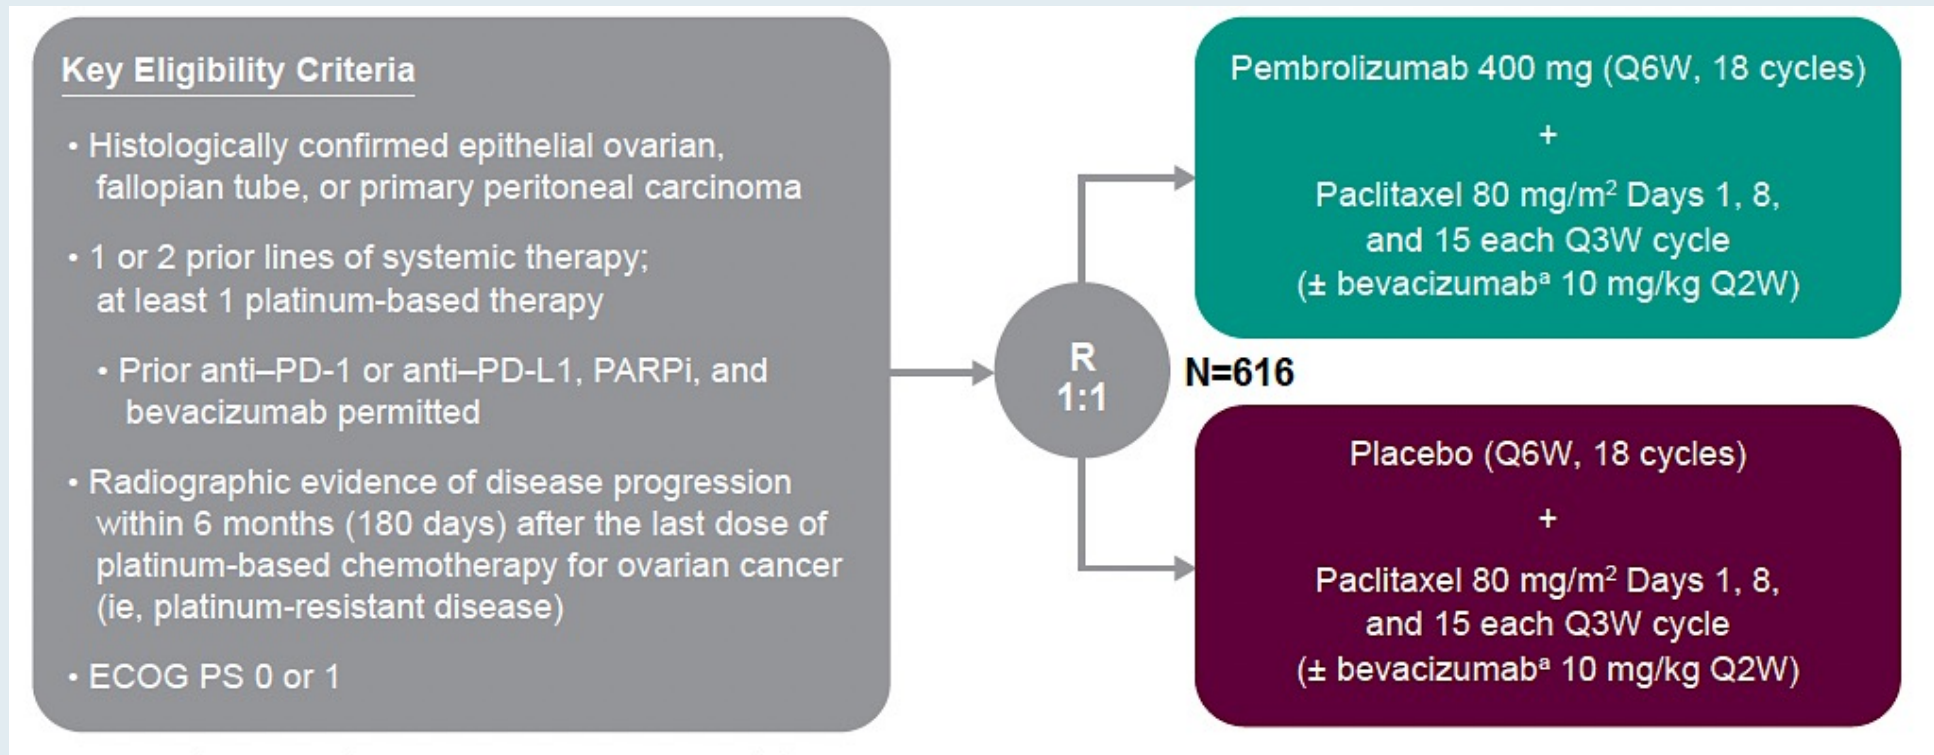 Key Eligibility Criteria
• Histologically confirmed epithelial ovarian,
fallopian tube, or primary peritoneal carcinoma
• 1 or 2 prior lines of systemic therapy;
at least 1 platinum-based therapy
• Prior anti–PD-1 or anti–PD-L1, PARPi, and
bevacizumab permitted
• Radiographic evidence of disease progression
within 6 months (180 days) after the last dose of
platinum-based chemotherapy for ovarian cancer
(ie, platinum-resistant disease)
• ECOG PS 0 or 1
R
1:1
N=616
Pembrolizumab 400 mg (Q6W, 18 cycles)
+
Paclitaxel 80 mg/m² Days 1, 8,
and 15 each Q3W cycle
(± bevacizumabᵃ 10 mg/kg Q2W)
Placebo (Q6W, 18 cycles)
+
Paclitaxel 80 mg/m² Days 1, 8,
and 15 each Q3W cycle
(± bevacizumabᵃ 10 mg/kg Q2W)